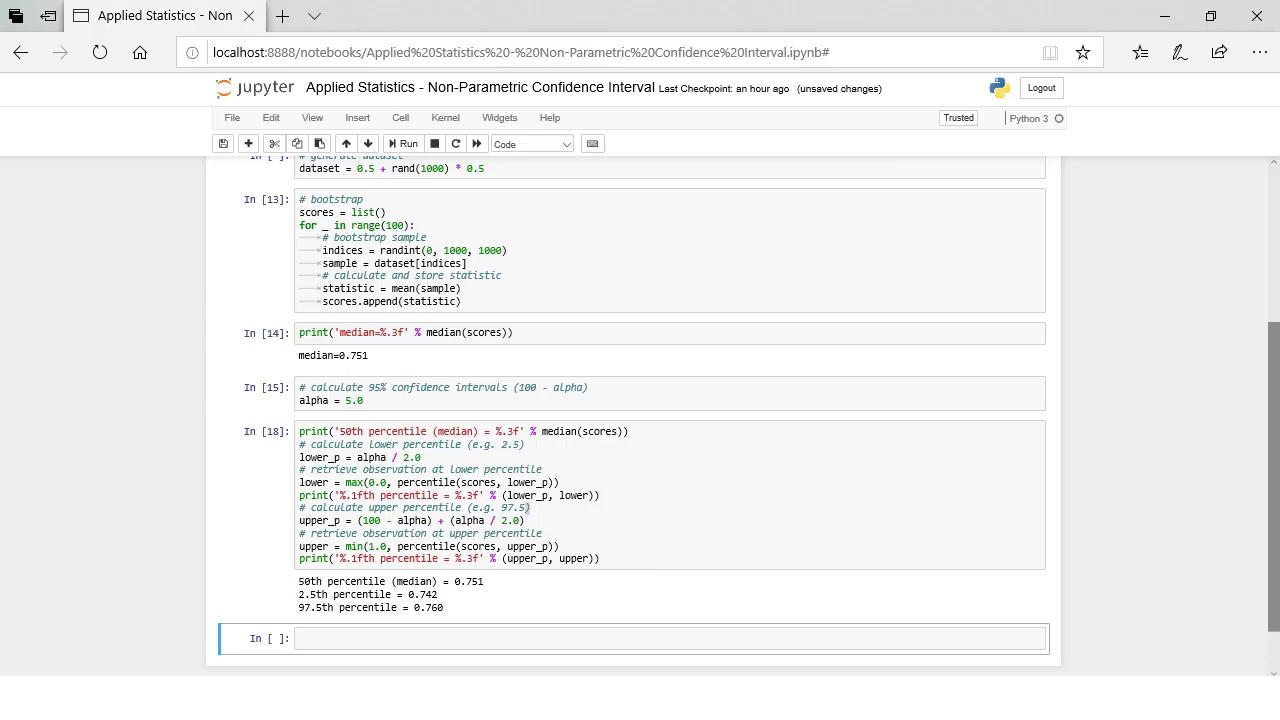 Applied Statistics - Non
localhost:8888/notebooks/Applied%20Statistics%20-%20Non-Parametric%20Confidence%20Interval.ipynb#
jupyter Applied Statistics - Non-Parametric Confidence Interval Last Checkpoint: an hour ago (unsaved changes)
Logout
File Edit View Insert Cell Kernel Widgets Help
Trusted
Python 3
Run
Code
In [ ]: # generate dataset
dataset = 0.5 + rand(1000) * 0.5
In [13]: # bootstrap
scores = list()
for _ in range(100):
# bootstrap sample
indices = randint(0, 1000, 1000)
sample = dataset[indices]
# calculate and store statistic
statistic = mean(sample)
scores.append(statistic)
In [14]: print('median=%.3f' % median(scores))
median=0.751
In [15]: # calculate 95% confidence intervals (100 - alpha)
alpha = 5.0
In [18]: print('50th percentile (median) = %.3f' % median(scores))
# calculate lower percentile (e.g. 2.5)
lower_p = alpha / 2.0
# retrieve observation at lower percentile
lower = max(0.0, percentile(scores, lower_p))
print('%.1fth percentile = %.3f' % (lower_p, lower))
# calculate upper percentile (e.g. 97.5)
upper_p = (100 - alpha) + (alpha / 2.0)
# retrieve observation at upper percentile
upper = min(1.0, percentile(scores, upper_p))
print('%.1fth percentile = %.3f' % (upper_p, upper))
50th percentile (median) = 0.751
2.5th percentile = 0.742
97.5th percentile = 0.760
In [ ]: